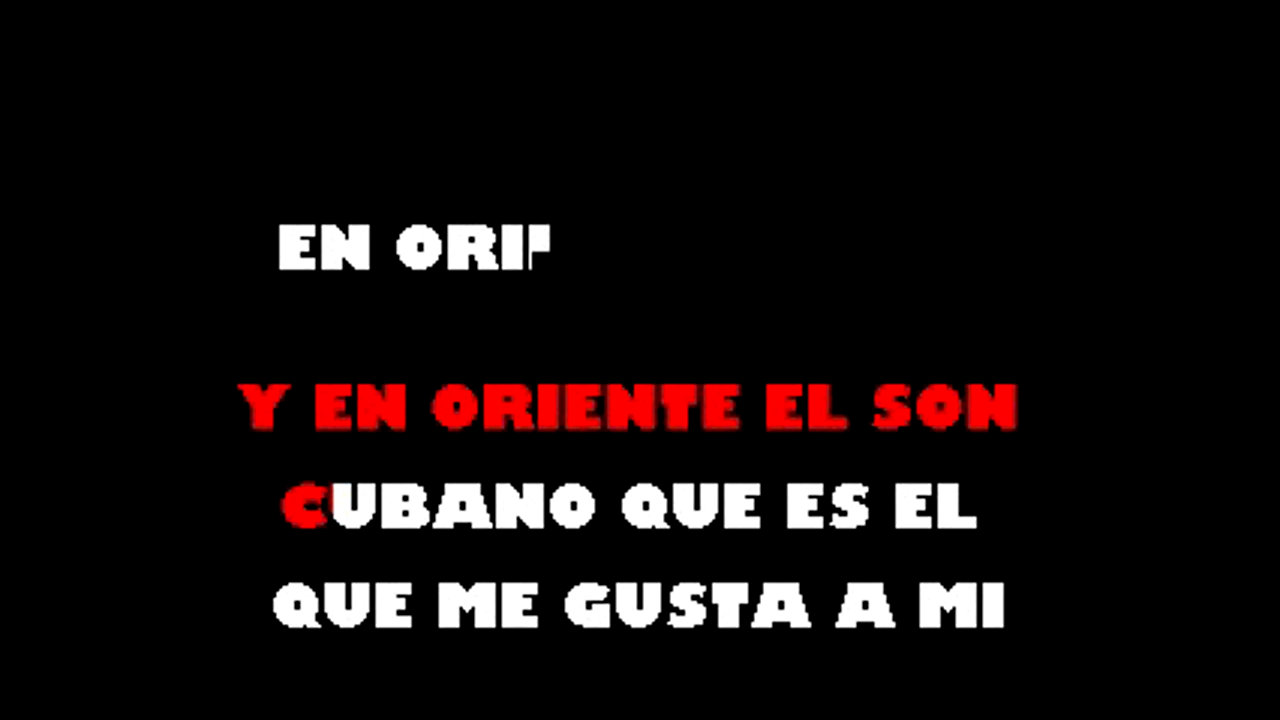 EN ORI
Y EN ORIENTE EL SON
CUBANO QUE ES EL
QUE ME GUSTA A MI